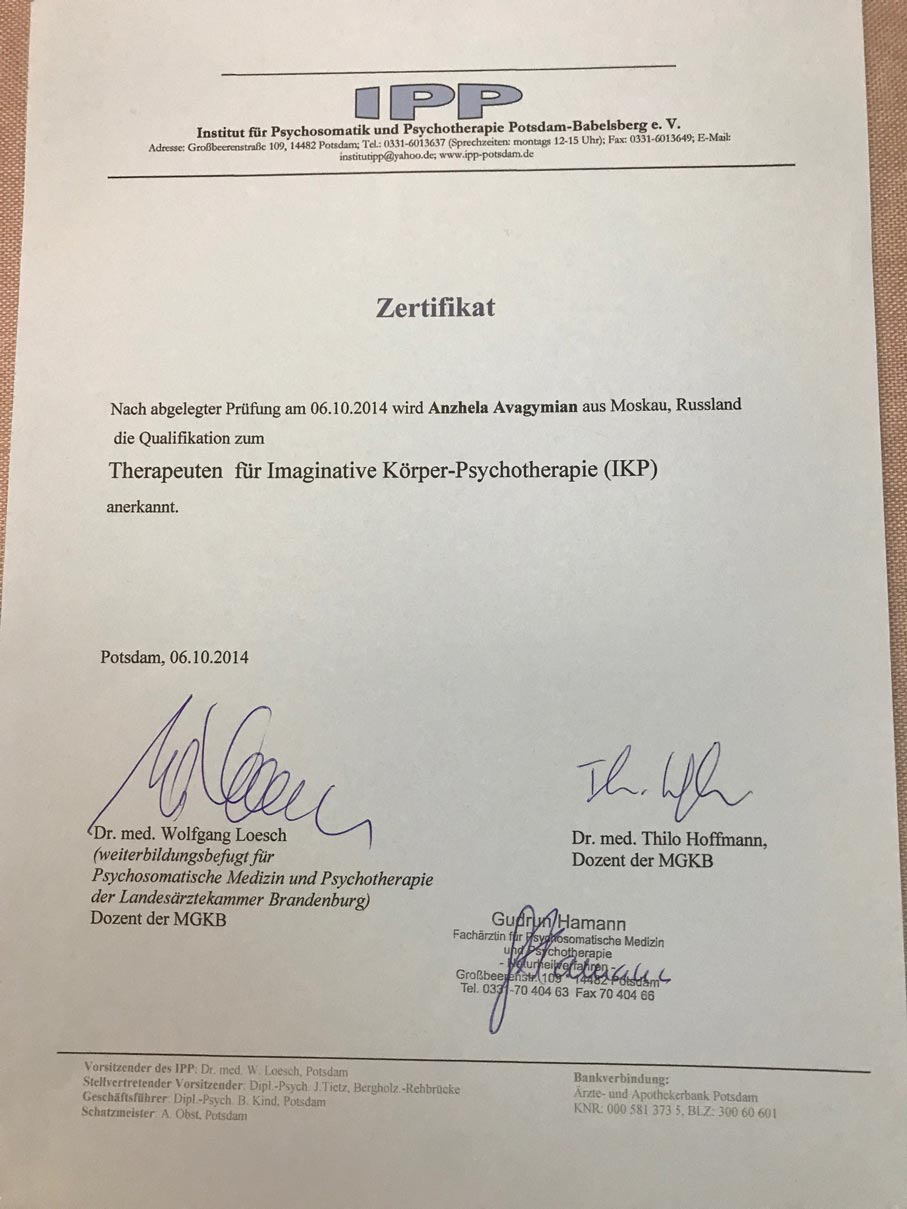 IPP
Institut für Psychosomatik und Psychotherapie Potsdam-Babelsberg e. V.
Adresse: Großbeerenstraße 109, 14482 Potsdam; Tel.: 0331-6013637 (Sprechzeiten: montags 12-15 Uhr); Fax: 0331-6013649; E-Mail:
institutipp@yahoo.de; www.ipp-potsdam.de
Zertifikat
Nach abgelegter Prüfung am 06.10.2014 wird Anzhela Avagymian aus Moskau, Russland
die Qualifikation zum
Therapeuten für Imaginative Körper-Psychotherapie (IKP)
anerkannt.
Potsdam, 06.10.2014
Dr. med. Wolfgang Loesch
(weiterbildungsbefugt für
Psychosomatische Medizin und Psychotherapie
der Landesärztekammer Brandenburg)
Dozent der MGKB
Dr. med. Thilo Hoffmann,
Dozent der MGKB
Gudrun Hamann
Fachärztin für Psychosomatische Medizin
und Psychotherapie
- Naturheilverfahren -
Großbeerenstr. 109 14482 Potsdam
Tel. 0331-70 404 63 Fax 70 404 66
Vorsitzender des IPP: Dr. med. W. Loesch, Potsdam
Stellvertretender Vorsitzender: Dipl.-Psych. J.Tietz, Bergholz.-Rehbrücke
Geschäftsführer: Dipl.-Psych. B. Kind, Potsdam
Schatzmeister: A. Obst, Potsdam
Bankverbindung:
Ärzte- und Apothekerbank Potsdam
KNR: 000 581 373 5, BLZ: 300 60 601